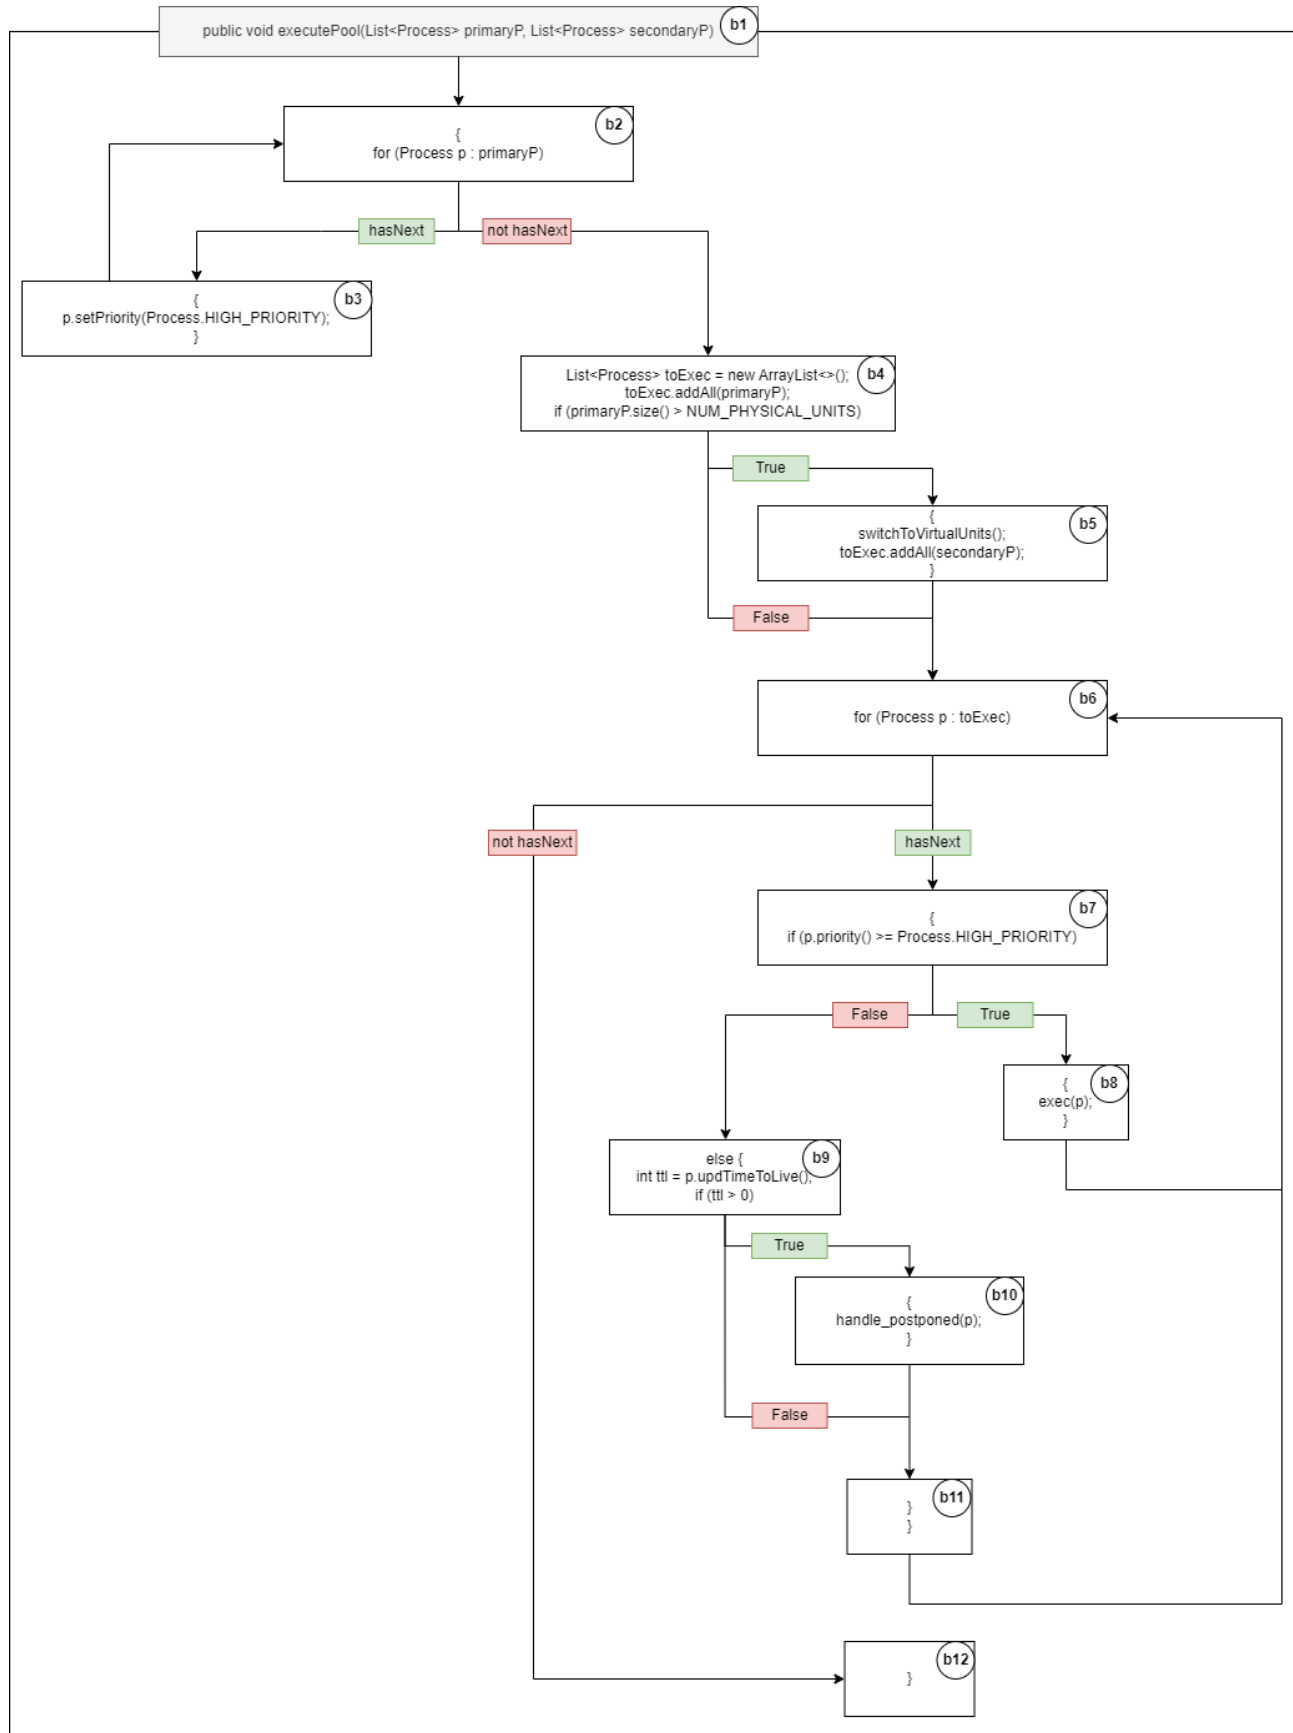 public void executePool(List<Process> primaryP, List<Process> secondaryP)
b1
b2
{
for (Process p : primaryP)
hasNext
not hasNext
b3
{
p.setPriority(Process.HIGH_PRIORITY);
}
b4
List<Process> toExec = new ArrayList<>();
toExec.addAll(primaryP);
if (primaryP.size() > NUM_PHYSICAL_UNITS)
True
b5
{
switchToVirtualUnits();
toExec.addAll(secondaryP);
}
False
b6
for (Process p : toExec)
not hasNext
hasNext
b7
{
if (p.priority() >= Process.HIGH_PRIORITY)
False
True
b8
{
exec(p);
}
b9
else {
int ttl = p.updTimeToLive();
if (ttl > 0)
True
b10
{
handle_postponed(p);
}
False
b11
}
}
b12
}